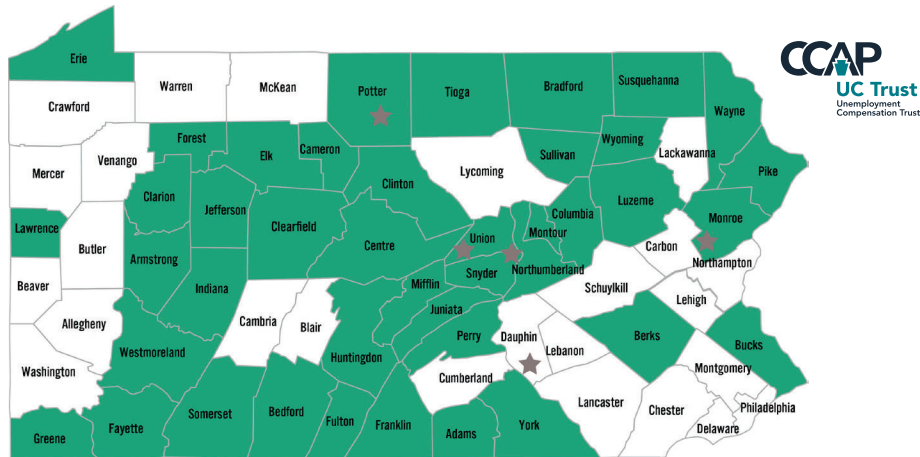 Erie
Warren
McKean
Potter
Tioga
Bradford
Susquehanna
Wayne
CCAP
UC Trust
Unemployment
Compensation Trust
Crawford
Forest
Elk
Cameron
Sullivan
Wyoming
Lackawanna
Mercer
Venango
Lycoming
Pike
Clarion
Jefferson
Clinton
Luzerne
Clearfield
Columbia
Monroe
Lawrence
Butler
Centre
Union
Montour
Carbon
Armstrong
Northampton
Snyder
Northumberland
Beaver
Indiana
Mifflin
Schuylkill
Lehigh
Juniata
Allegheny
Cambria
Blair
Perry
Dauphin
Lebanon
Berks
Bucks
Westmoreland
Huntingdon
Washington
Cumberland
Montgomery
Lancaster
Chester
Philadelphia
Somerset
Bedford
Fulton
Franklin
Adams
York
Delaware
Greene
Fayette